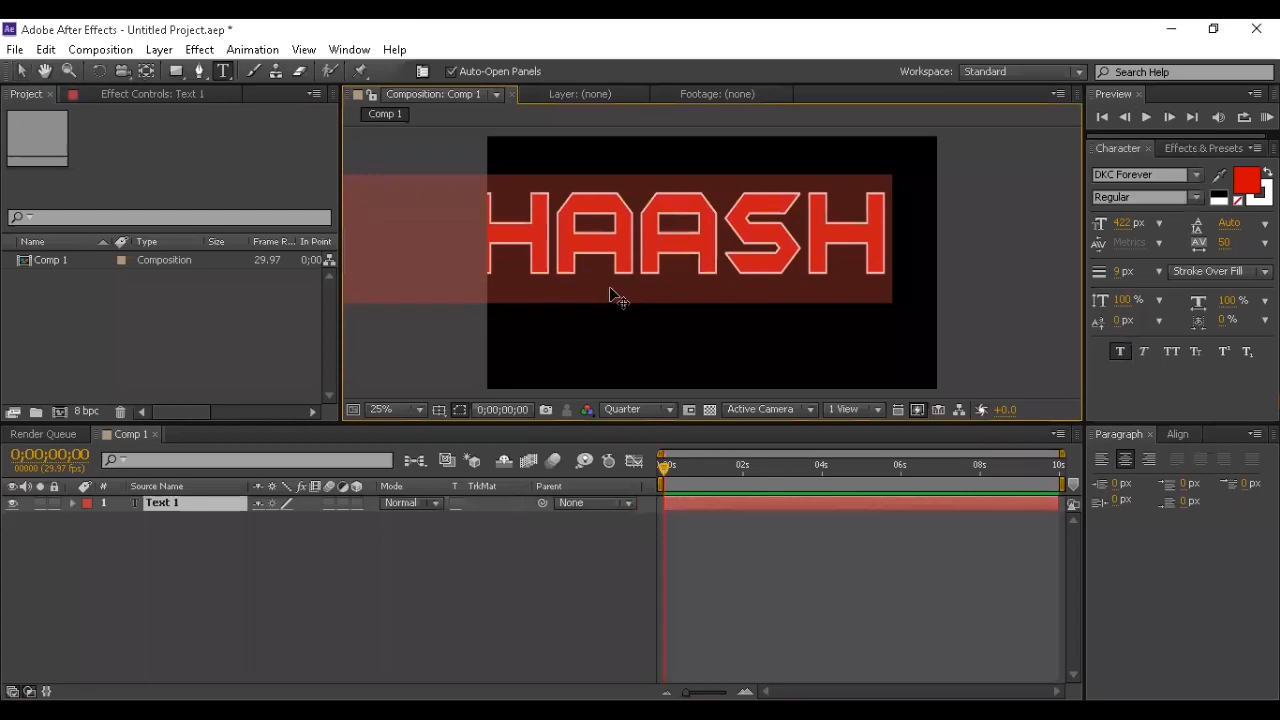 Adobe After Effects - Untitled Project.aep *
File Edit Composition Layer Effect Animation View Window Help
Auto-Open Panels
Workspace: Standard
Search Help
Project
Effect Controls: Text 1
Composition: Comp 1
Layer: (none)
Footage: (none)
Preview
Comp 1
HAASH
Character
Effects & Presets
DKC Forever
Regular
422 px
Auto
Metrics
50
9 px
Stroke Over Fill
100 %
100 %
0 px
0 %
Name Type Size Frame R... In Point
Comp 1 Composition 29.97 0;00
8 bpc
25%
0;00;00;00
Quarter
Active Camera
1 View
+0.0
Render Queue
Comp 1
0;00;00;00
00000 (29.97 fps)
02s 04s 06s 08s 10s
# Source Name Mode T TrkMat Parent
1 T Text 1 Normal None
Paragraph
Align
0 px 0 px 0 px
0 px 0 px